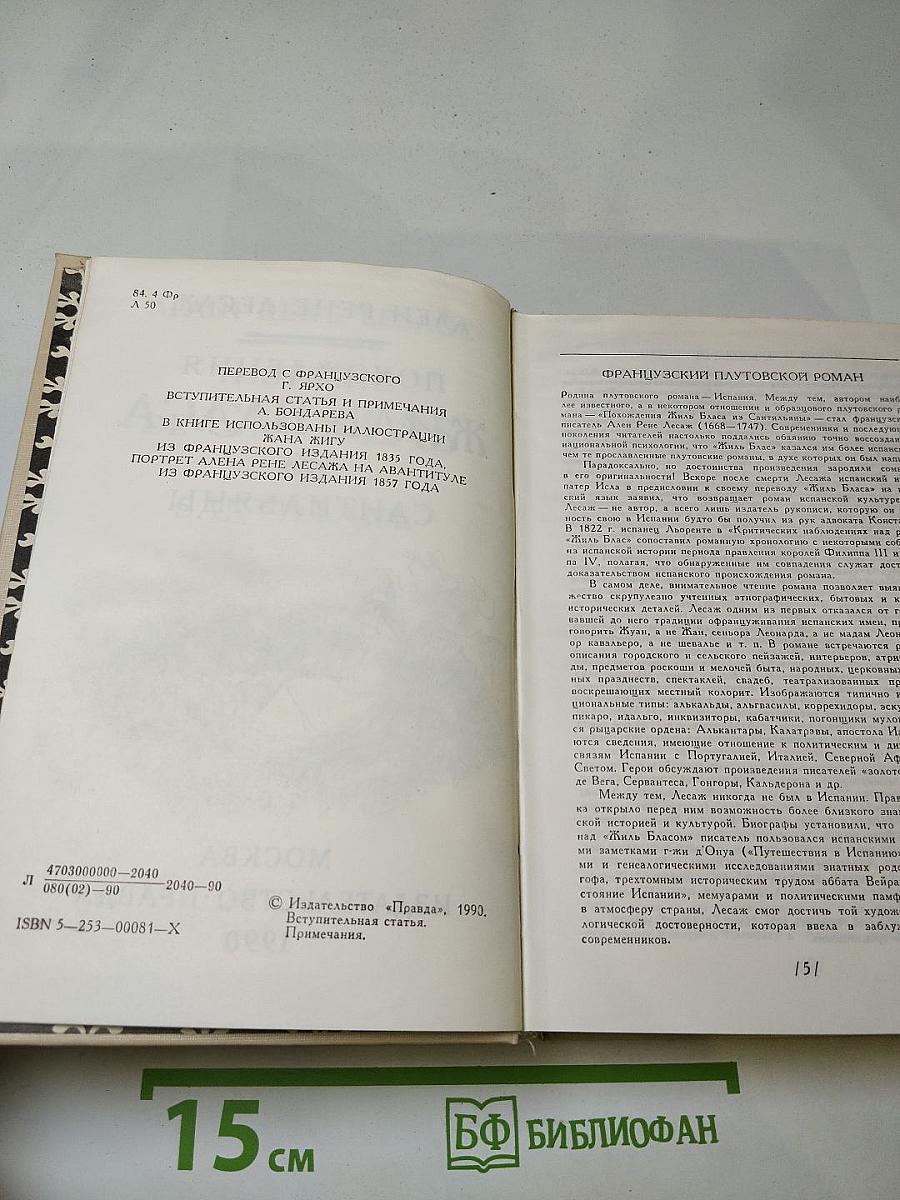 84. 4 Фр
Л 50
ПЕРЕВОД С ФРАНЦУЗСКОГО
Г. ЯРХО
ВСТУПИТЕЛЬНАЯ СТАТЬЯ И ПРИМЕЧАНИЯ
А. БОНДАРЕВА
В КНИГЕ ИСПОЛЬЗОВАНЫ ИЛЛЮСТРАЦИИ
ЖАНА ЖИГУ
ИЗ ФРАНЦУЗСКОГО ИЗДАНИЯ 1835 ГОДА,
ПОРТРЕТ АЛЕНА РЕНЕ ЛЕСАЖА НА АВАНТИТУЛЕ
ИЗ ФРАНЦУЗСКОГО ИЗДАНИЯ 1857 ГОДА
Л 4703000000—2040
080(02)—90 2040—90
ISBN 5—253—00081—X
© Издательство «Правда», 1990.
Вступительная статья.
Примечания.
ФРАНЦУЗСКИЙ ПЛУТОВСКОЙ РОМАН
Родина плутовского романа — Испания. Между тем, автором наиб
лее известного, а в некотором отношении и образцового плутовского р
мана — «Похождения Жиль Бласа из Сантильяны» — стал французск
писатель Ален Рене Лесаж (1668—1747). Современники и последую
поколения читателей настолько поддались обаянию точно воссоздан
национальной психологии, что «Жиль Блас» казался им более испанс
чем те прославленные плутовские романы, в духе которых он был напи
Парадоксально, но достоинства произведения зародили сомн
в его оригинальности! Вскоре после смерти Лесажа испанский и
патер Исла в предисловии к своему переводу «Жиль Бласа» на и
ский язык заявил, что возвращает роман испанской культуре
Лесаж — не автор, а всего лишь издатель рукописи, которую он
ность свою в Испании будто бы получил из рук адвоката Конста
В 1822 г. испанец Льоренте в «Критических наблюдениях над р
«Жиль Блас» сопоставил романную хронологию с некоторыми соб
из испанской истории периода правления королей Филиппа III и
па IV, полагая, что обнаруженные им совпадения служат дост
доказательством испанского происхождения романа.
В самом деле, внимательное чтение романа позволяет выяв
жество скрупулезно учтенных этнографических, бытовых и к
исторических деталей. Лесаж одним из первых отказался от г
вавшей до него традиции офранцуживания испанских имен, пр
говорить Жуан, а не Жан, сеньора Леонарда, а не мадам Леон
ор кавальеро, а не шевалье и т. п. В романе встречаются р
описания городского и сельского пейзажей, интерьеров, атри
ды, предметов роскоши и мелочей быта, народных, церковных
ных празднеств, спектаклей, свадеб, театрализованных пр
воскрешающих местный колорит. Изображаются типично и
циональные типы: алькальды, альгвасилы, коррехидоры, эску
пикаро, идальго, инквизиторы, кабатчики, погонщики муло
ся рыцарские ордена: Алькантары, Калатравы, апостола Иа
ются сведения, имеющие отношение к политическим и ди
связям Испании с Португалией, Италией, Северной Аф
Светом. Герои обсуждают произведения писателей «золото
де Вега, Сервантеса, Гонгоры, Кальдерона и др.
Между тем, Лесаж никогда не был в Испании. Прав
ка открыло перед ним возможность более близкого зна
ской историей и культурой. Биографы установили, что
над «Жиль Бласом» писатель пользовался испанскими
ми заметками г-жи д'Онуа («Путешествия в Испанию»
ми и генеалогическими исследованиями знатных родо
гофа, трехтомным историческим трудом аббата Вейра
стояние Испании», мемуарами и политическими памф
в атмосферу страны, Лесаж смог достичь той художе
логической достоверности, которая ввела в заблуж
современников.
/5/
15 см
БФ БИБЛИОФАН